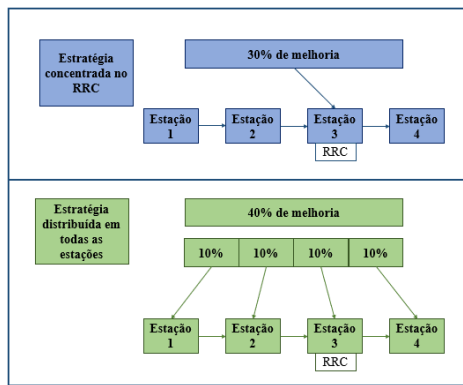 Estratégia
concentrada no
RRC
30% de melhoria
Estação
1
Estação
2
Estação
3
Estação
4
RRC
Estratégia
distribuída em
todas as
estações
40% de melhoria
10%
10%
10%
10%
Estação
1
Estação
2
Estação
3
Estação
4
RRC